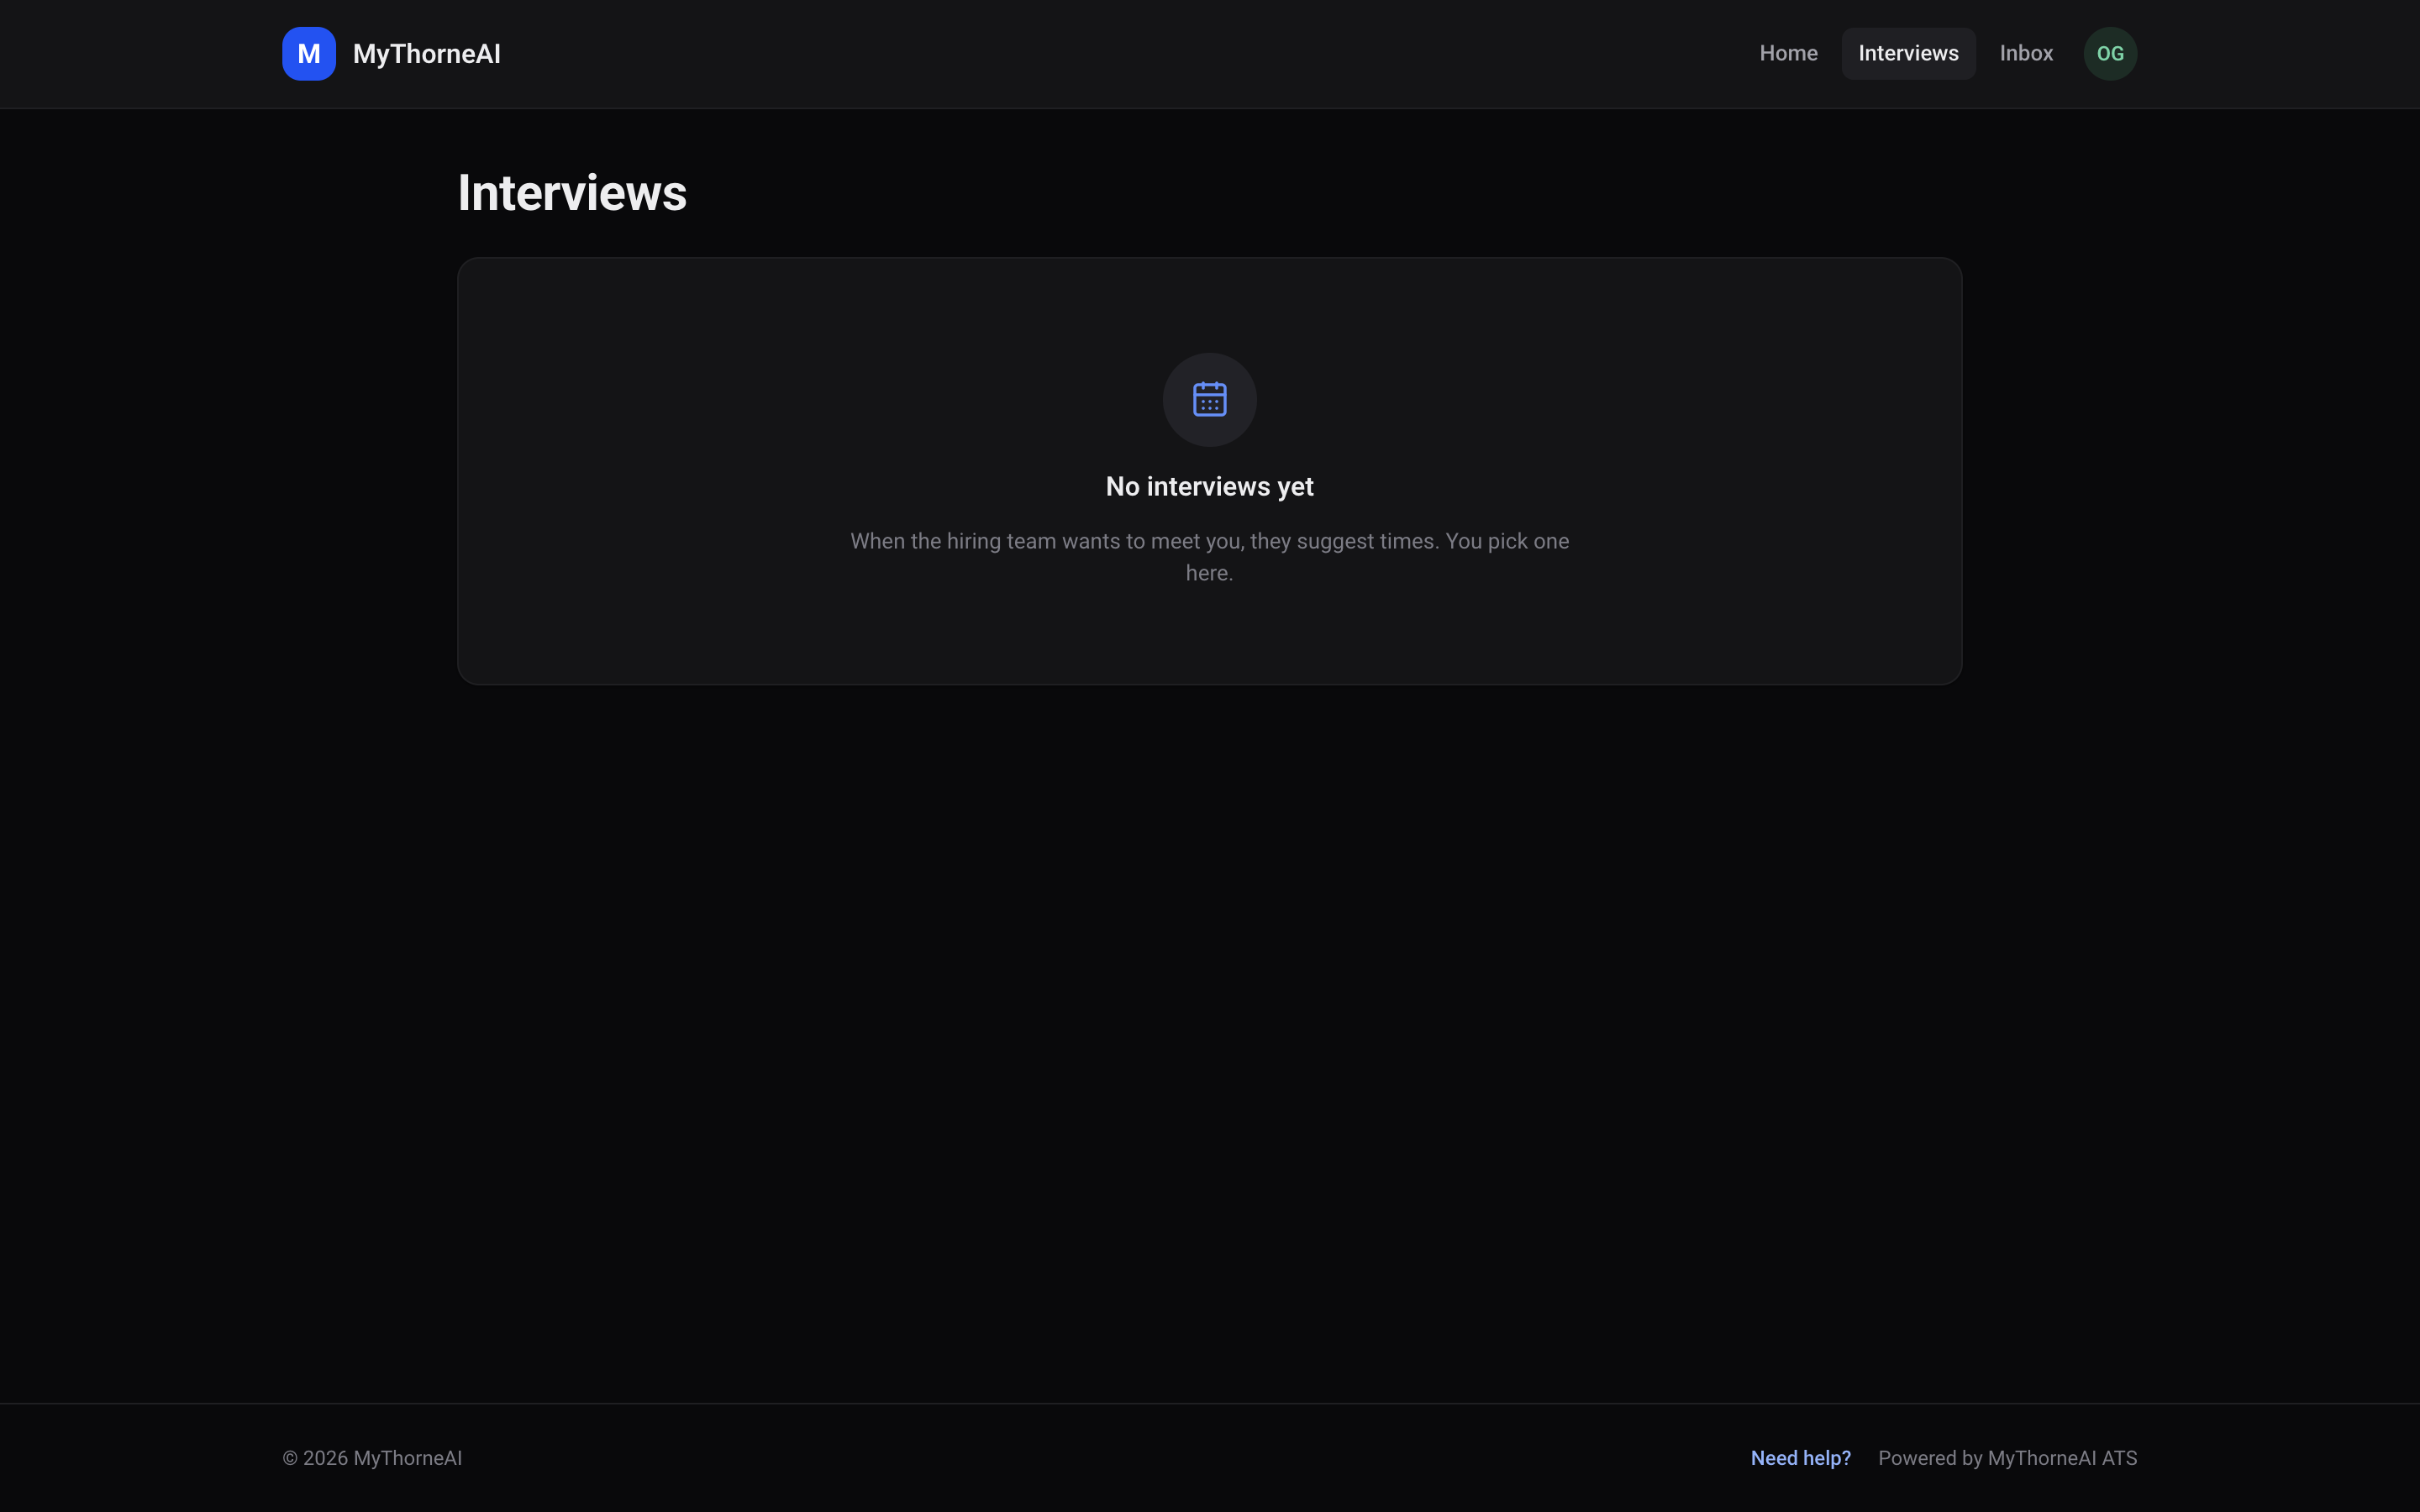 M MyThorneAI
Home Interviews Inbox OG
Interviews
No interviews yet
When the hiring team wants to meet you, they suggest times. You pick one
here.
© 2026 MyThorneAI
Need help? Powered by MyThorneAI ATS